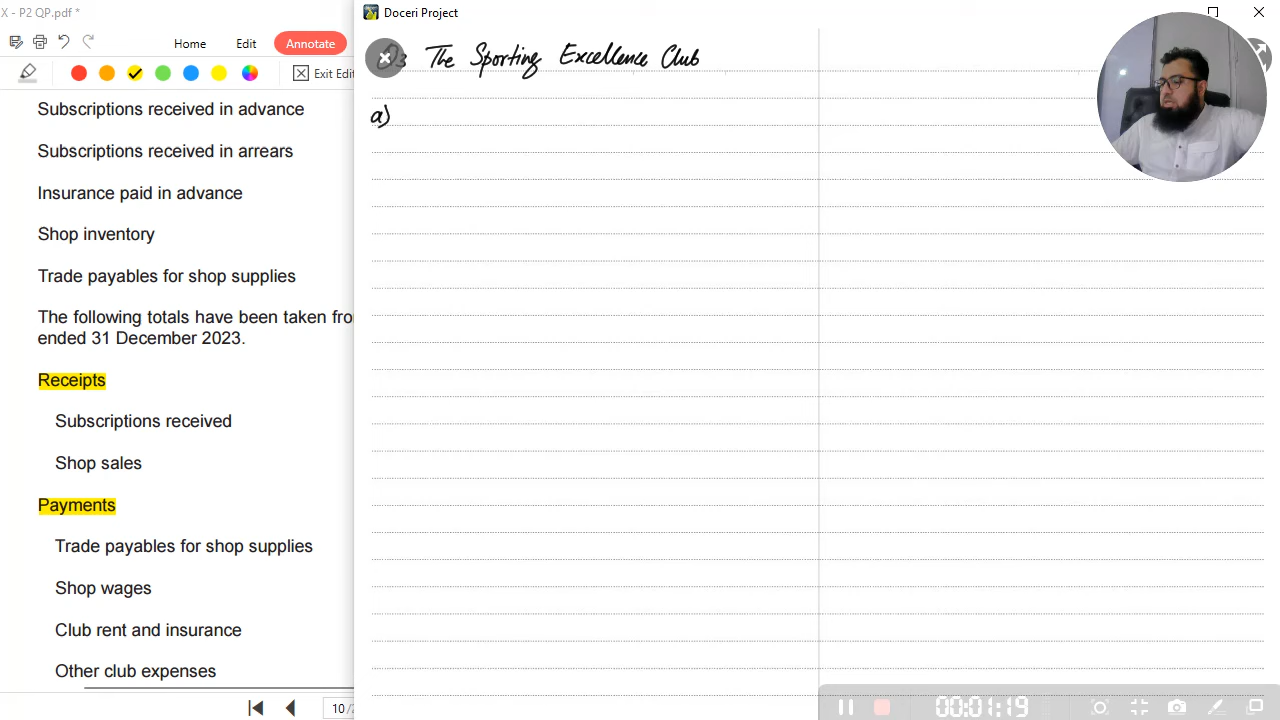 X - P2 QP.pdf *
Doceri Project
Home Edit Annotate
Exit Edit
Subscriptions received in advance
Subscriptions received in arrears
Insurance paid in advance
Shop inventory
Trade payables for shop supplies
The following totals have been taken fro
ended 31 December 2023.
Receipts
Subscriptions received
Shop sales
Payments
Trade payables for shop supplies
Shop wages
Club rent and insurance
Other club expenses
10 /
The Sporting Excellence Club
a)
00:01:19